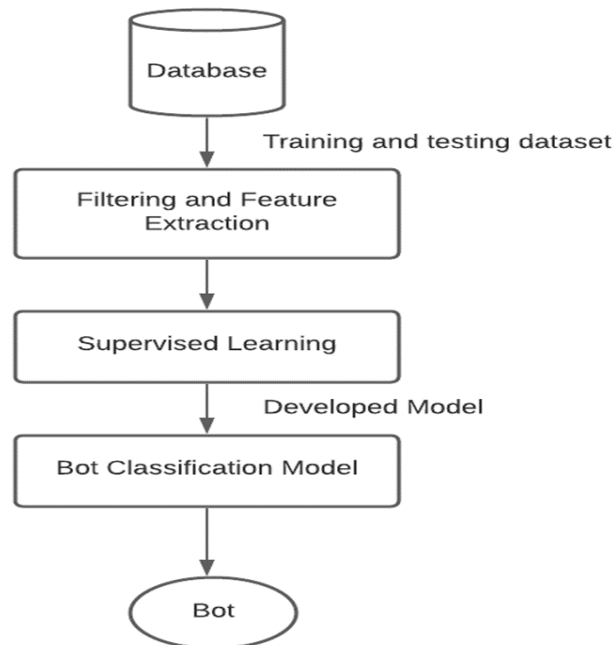 Database
Training and testing dataset
Filtering and Feature
Extraction
Supervised Learning
Developed Model
Bot Classification Model
Bot